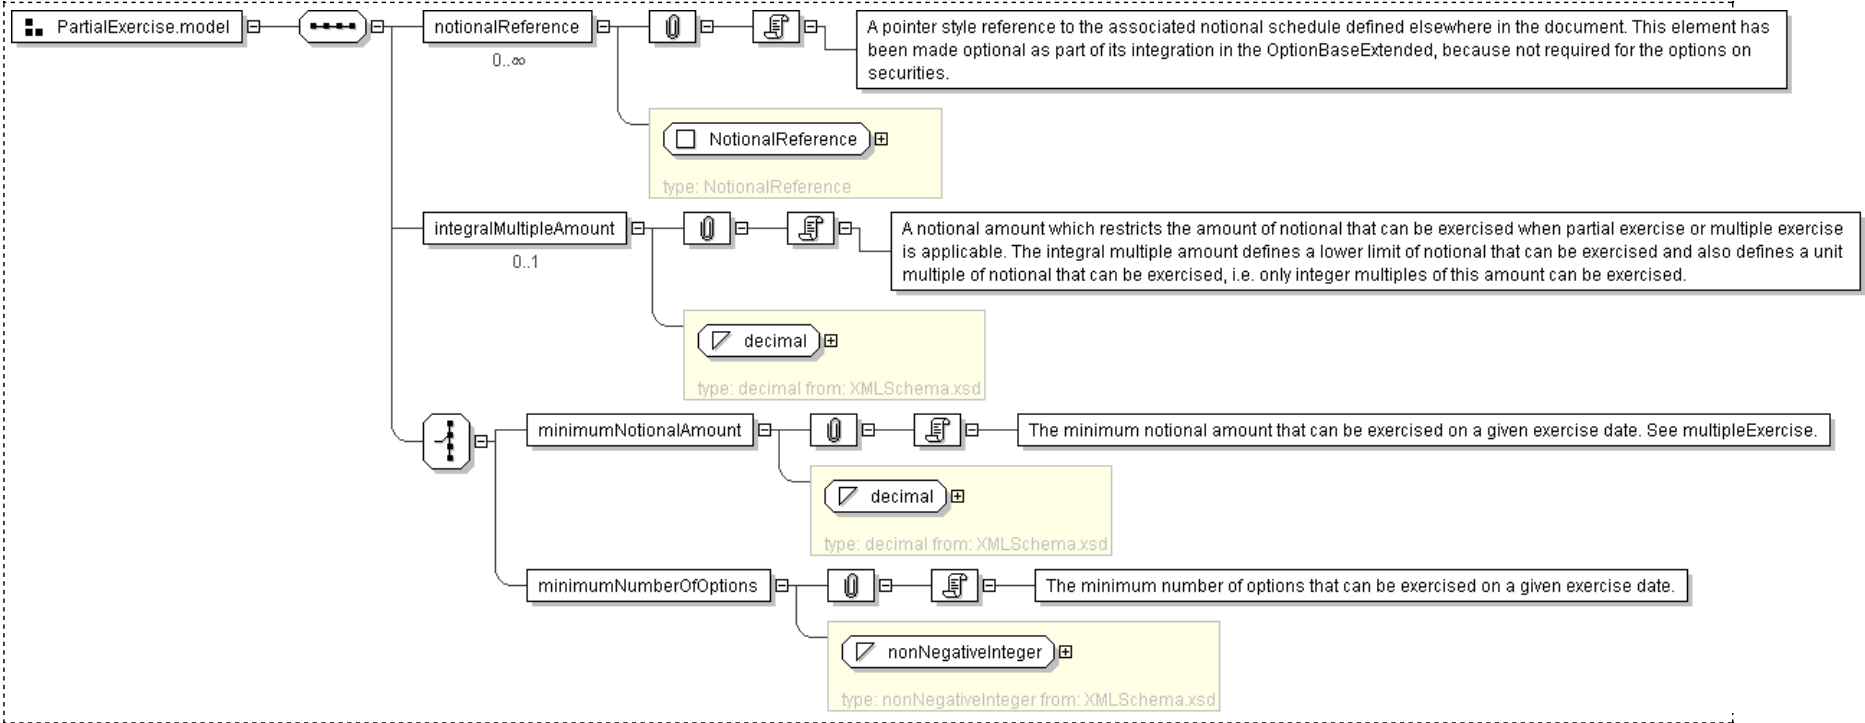 PartialExercise.model
notionalReference
0..∞
A pointer style reference to the associated notional schedule defined elsewhere in the document. This element has
been made optional as part of its integration in the OptionBaseExtended, because not required for the options on
securities.
NotionalReference
type: NotionalReference
integralMultipleAmount
0..1
A notional amount which restricts the amount of notional that can be exercised when partial exercise or multiple exercise
is applicable. The integral multiple amount defines a lower limit of notional that can be exercised and also defines a unit
multiple of notional that can be exercised, i.e. only integer multiples of this amount can be exercised.
decimal
type: decimal from: XMLSchema.xsd
minimumNotionalAmount
The minimum notional amount that can be exercised on a given exercise date. See multipleExercise.
decimal
type: decimal from: XMLSchema.xsd
minimumNumberOfOptions
The minimum number of options that can be exercised on a given exercise date.
nonNegativeInteger
type: nonNegativeInteger from: XMLSchema.xsd